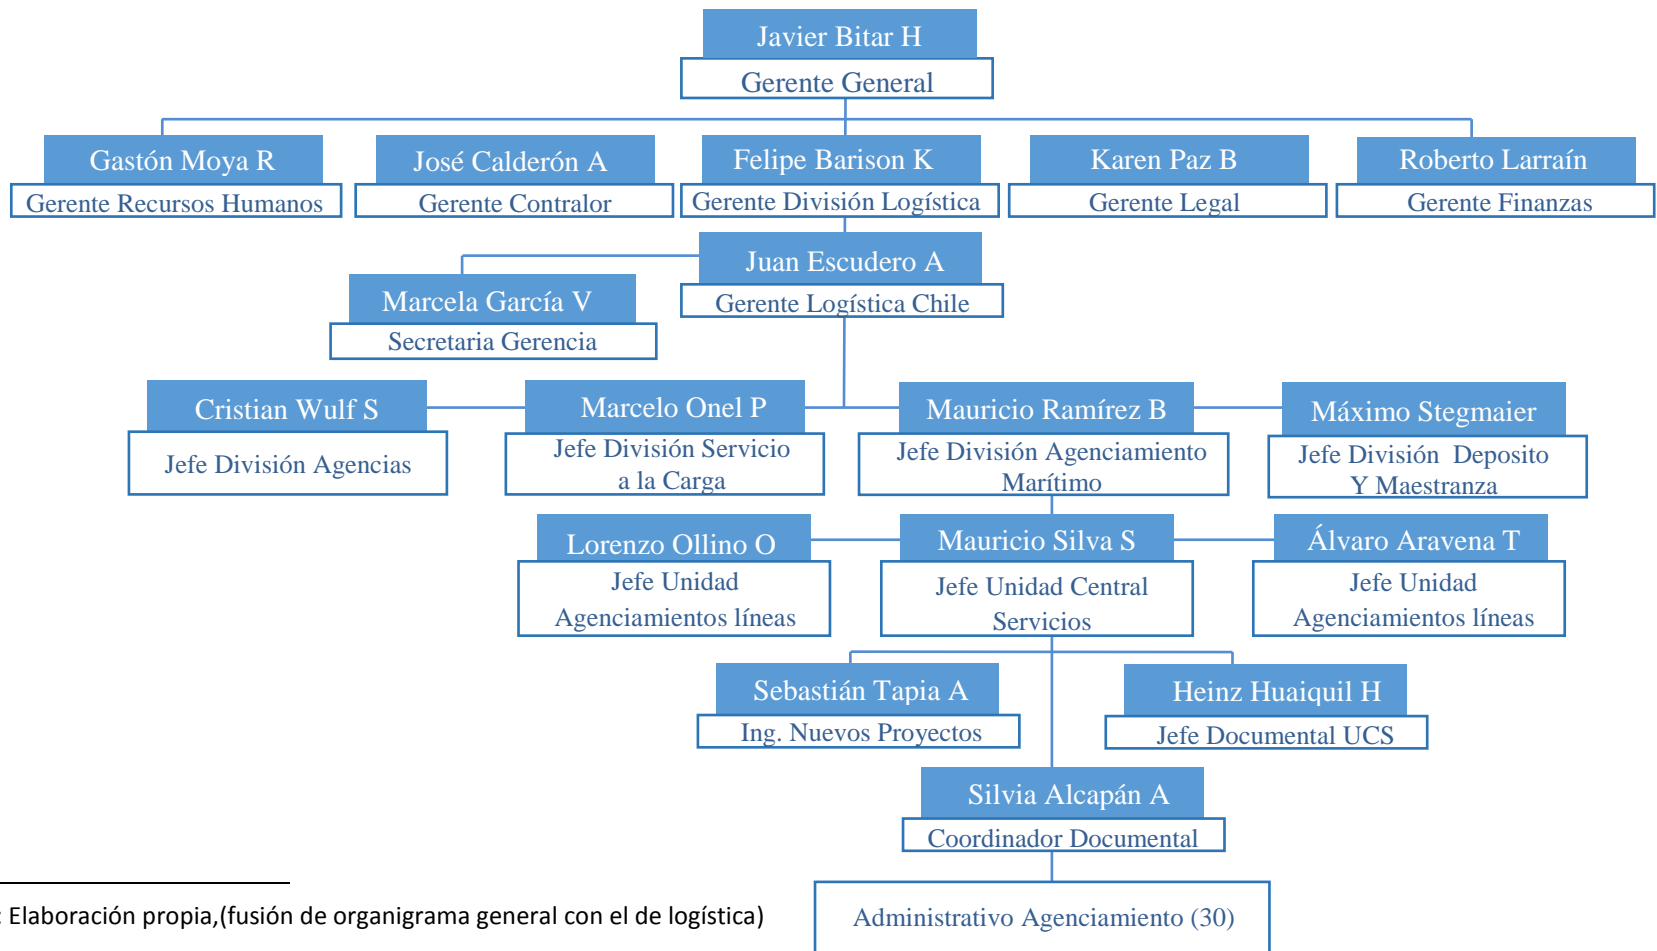 Javier Bitar H
Gerente General
Gastón Moya R
Gerente Recursos Humanos
José Calderón A
Gerente Contralor
Felipe Barison K
Gerente División Logística
Karen Paz B
Gerente Legal
Roberto Larraín
Gerente Finanzas
Juan Escudero A
Gerente Logística Chile
Marcela García V
Secretaria Gerencia
Cristian Wulf S
Jefe División Agencias
Marcelo Onel P
Jefe División Servicio
a la Carga
Mauricio Ramírez B
Jefe División Agenciamiento
Marítimo
Máximo Stegmaier
Jefe División  Deposito
Y Maestranza
Lorenzo Ollino O
Jefe Unidad
Agenciamientos líneas
Mauricio Silva S
Jefe Unidad Central
Servicios
Álvaro Aravena T
Jefe Unidad
Agenciamientos líneas
Sebastián Tapia A
Ing. Nuevos Proyectos
Heinz Huaiquil H
Jefe Documental UCS
Silvia Alcapán A
Coordinador Documental
Administrativo Agenciamiento (30)
: Elaboración propia,(fusión de organigrama general con el de logística)